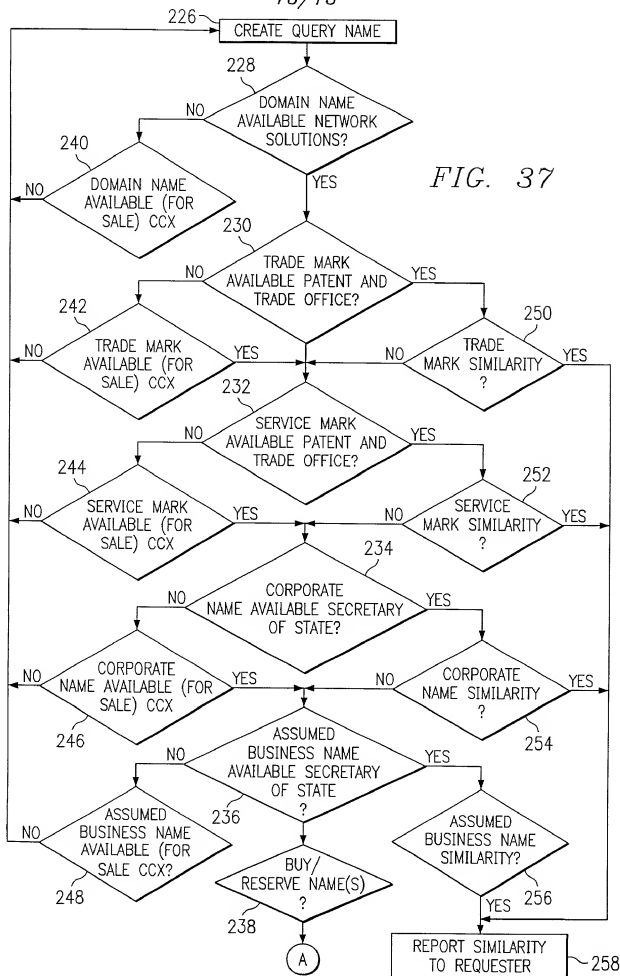 226
CREATE QUERY NAME
228
DOMAIN NAME
AVAILABLE NETWORK
SOLUTIONS?
NO
YES
FIG. 37
240
DOMAIN NAME
AVAILABLE (FOR
SALE) CCX
NO
230
TRADE MARK
AVAILABLE PATENT AND
TRADE OFFICE?
NO
YES
242
TRADE MARK
AVAILABLE (FOR
SALE) CCX
NO
YES
250
TRADE
MARK SIMILARITY
?
NO
YES
232
SERVICE MARK
AVAILABLE PATENT AND
TRADE OFFICE?
NO
YES
244
SERVICE MARK
AVAILABLE (FOR
SALE) CCX
NO
YES
252
SERVICE
MARK SIMILARITY
?
NO
YES
234
CORPORATE
NAME AVAILABLE SECRETARY
OF STATE?
NO
YES
CORPORATE
NAME AVAILABLE (FOR
SALE) CCX
NO
YES
246
CORPORATE
NAME SIMILARITY
?
NO
YES
254
ASSUMED
BUSINESS NAME
AVAILABLE SECRETARY
OF STATE
?
NO
YES
236
ASSUMED
BUSINESS NAME
AVAILABLE (FOR
SALE CCX?
NO
248
ASSUMED
BUSINESS NAME
SIMILARITY?
256
YES
BUY/
RESERVE NAME(S)
?
238
A
REPORT SIMILARITY
TO REQUESTER
258